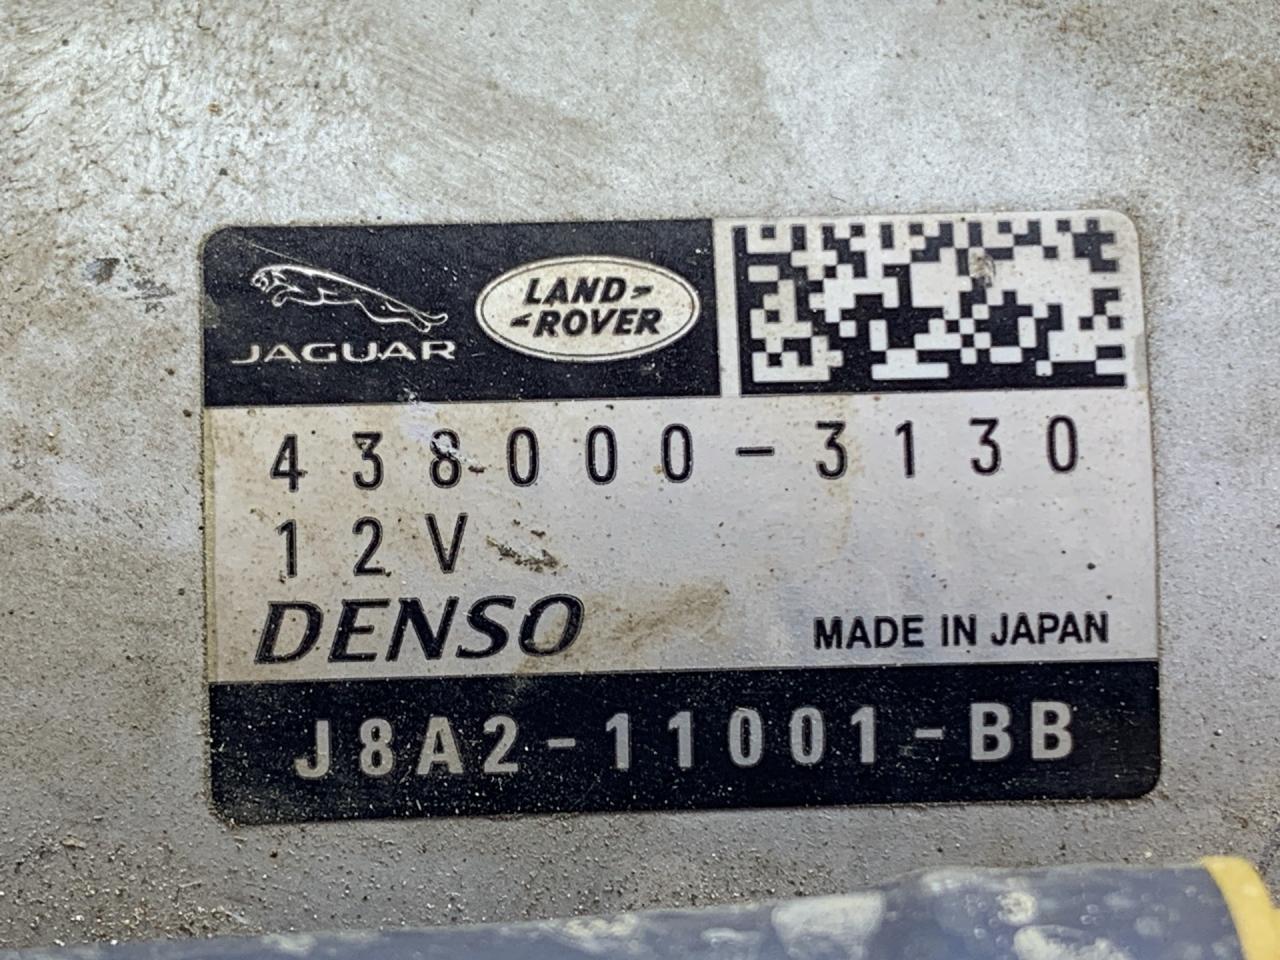 JAGUAR
LAND-
-ROVER
438000-3130
12V
DENSO
MADE IN JAPAN
J8A2-11001-BB